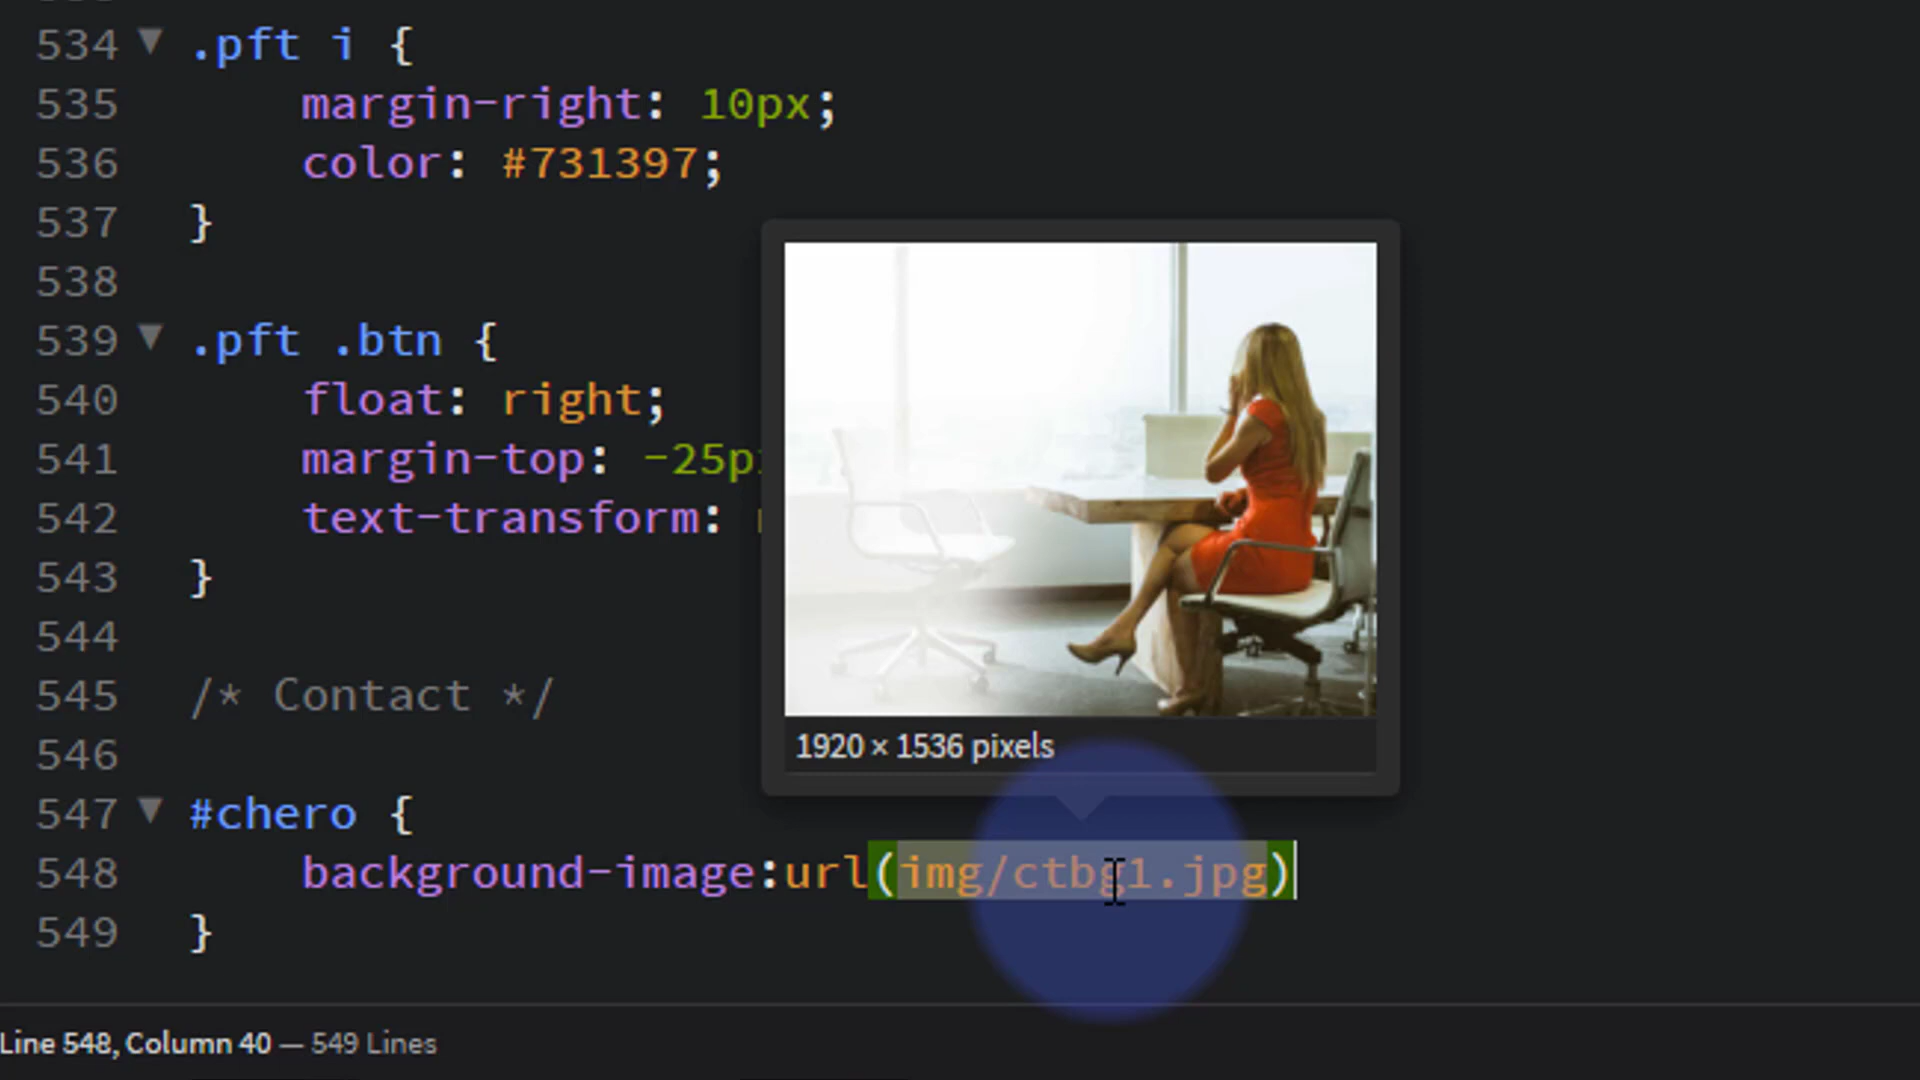 534 ▼ .pft i {
535 margin-right: 10px;
536 color: #731397;
537 }
538
539 ▼ .pft .btn {
540 float: right;
541 margin-top: -25p
542 text-transform:
543 }
544
545 /* Contact */
546
547 ▼ #chero {
548 background-image:url(img/ctbg1.jpg)
549 }
1920 × 1536 pixels
Line 548, Column 40 — 549 Lines